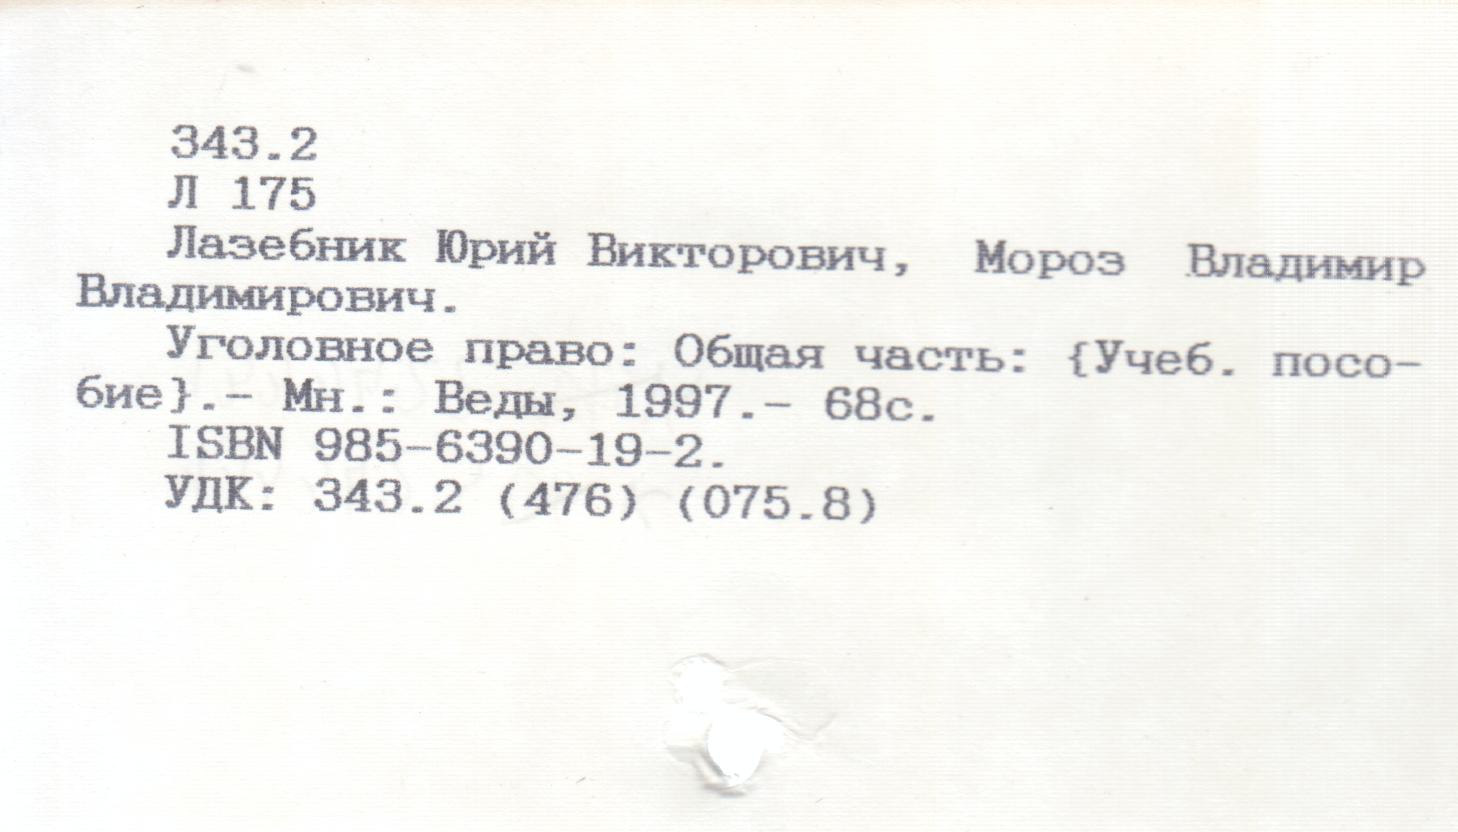 343.2
Л 175
Лазебник Юрий Викторович, Мороз Владимир
Владимирович.
Уголовное право: Общая часть: {Учеб. посо-
бие}.- Мн.: Веды, 1997.- 68с.
ISBN 985-6390-19-2.
УДК: 343.2 (476) (075.8)